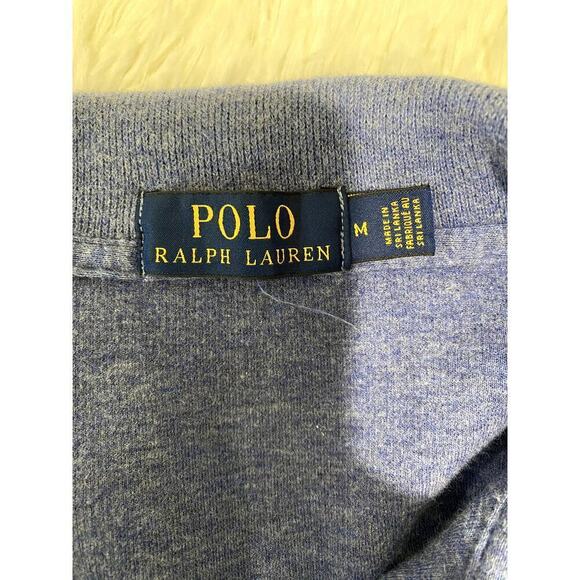 POLO
RALPH LAUREN
M
MADE IN
SRI LANKA
FABRIQUÉ AU
SRI LANKA